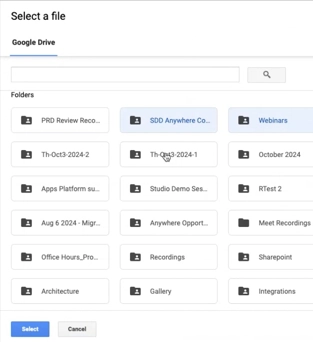 Select a file
Google Drive
Folders
PRD Review Reco...
SDD Anywhere Co...
Webinars
Th-Oct3-2024-2
Th-Oct3-2024-1
October 2024
Apps Platform su...
Studio Demo Ses...
RTest 2
Aug 6 2024 - Migr...
Anywhere Opport...
Meet Recordings
Office Hours_Pro...
Recordings
Sharepoint
Architecture
Gallery
Integrations
Select
Cancel